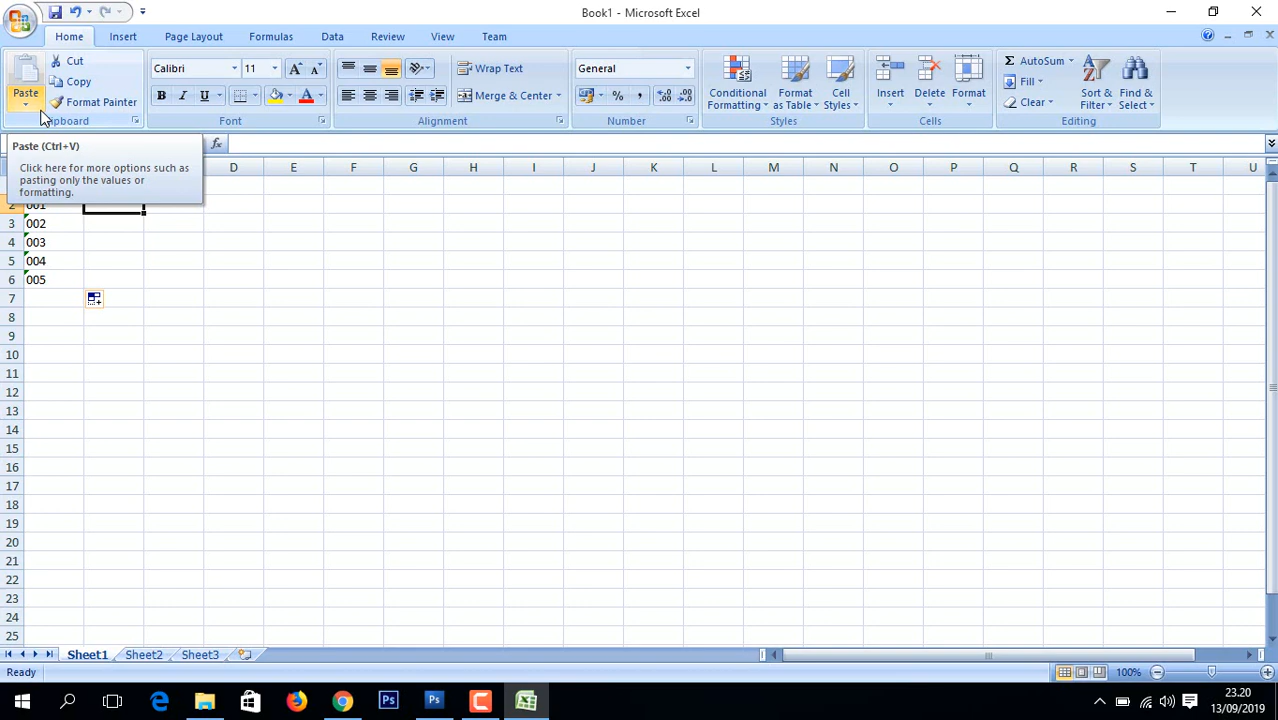 Book1 - Microsoft Excel
Home Insert Page Layout Formulas Data Review View Team
Paste
Cut
Copy
Format Painter
Clipboard
Calibri 11
B I U
Font
Wrap Text
Merge & Center
Alignment
General
% ,
Number
Conditional Formatting
Format as Table
Cell Styles
Styles
Insert
Delete
Format
Cells
Σ AutoSum
Fill
Clear
Sort & Filter
Find & Select
Editing
fx
Paste (Ctrl+V)
Click here for more options such as
pasting only the values or
formatting.
D E F G H I J K L M N O P Q R S T U
2 001
3 002
4 003
5 004
6 005
7
8
9
10
11
12
13
14
15
16
17
18
19
20
21
22
23
24
25
Sheet1 Sheet2 Sheet3
Ready
100%
23.20
13/09/2019